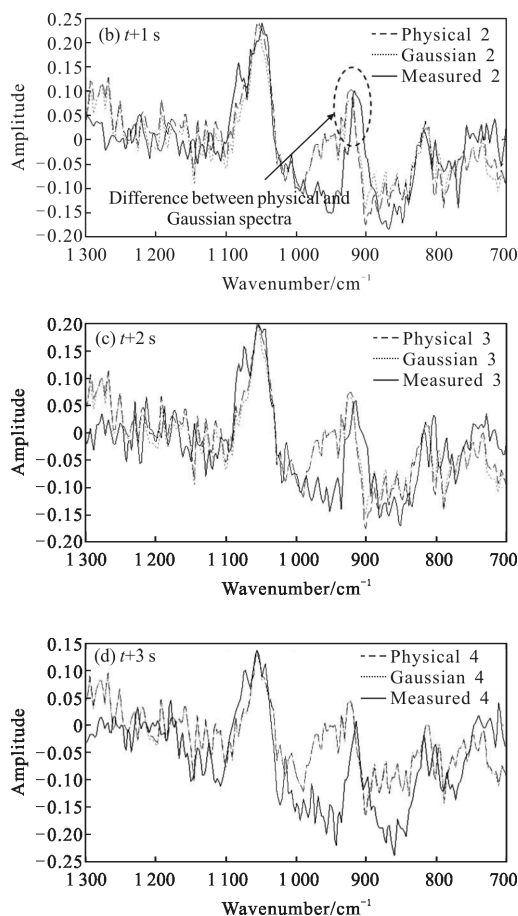 (b) t+1 s
Physical 2
Gaussian 2
Measured 2
0.25
0.20
0.15
0.10
0.05
0
−0.05
−0.10
−0.15
−0.20
Amplitude
Difference between physical and
Gaussian spectra
1 300 1 200 1 100 1 000 900 800 700
Wavenumber/cm⁻¹
(c) t+2 s
Physical 3
Gaussian 3
Measured 3
0.20
0.15
0.10
0.05
0
−0.05
−0.10
−0.15
−0.20
Amplitude
1 300 1 200 1 100 1 000 900 800 700
Wavenumber/cm⁻¹
(d) t+3 s
Physical 4
Gaussian 4
Measured 4
0.15
0.10
0.05
0
−0.05
−0.10
−0.15
−0.20
−0.25
Amplitude
1 300 1 200 1 100 1 000 900 800 700
Wavenumber/cm⁻¹